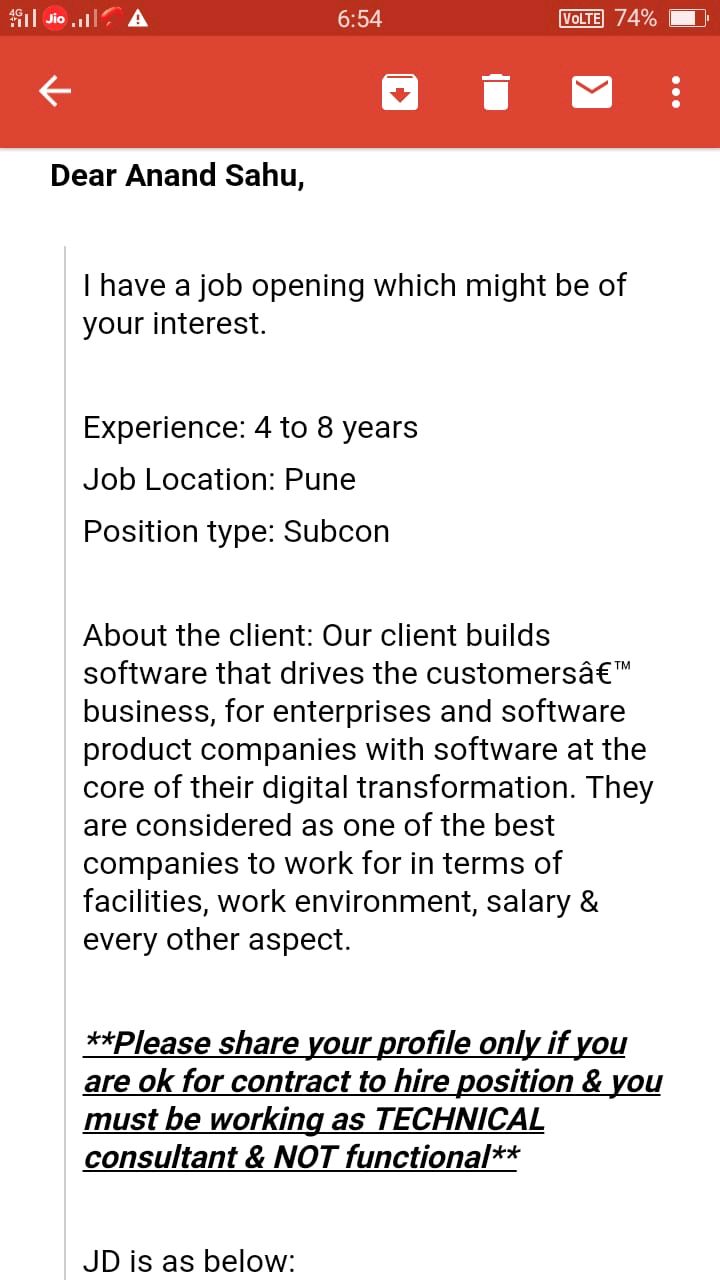 4G Jio 6:54 VoLTE 74%
Dear Anand Sahu,
I have a job opening which might be of
your interest.
Experience: 4 to 8 years
Job Location: Pune
Position type: Subcon
About the client: Our client builds
software that drives the customersâ€™
business, for enterprises and software
product companies with software at the
core of their digital transformation. They
are considered as one of the best
companies to work for in terms of
facilities, work environment, salary &
every other aspect.
**Please share your profile only if you
are ok for contract to hire position & you
must be working as TECHNICAL
consultant & NOT functional**
JD is as below: